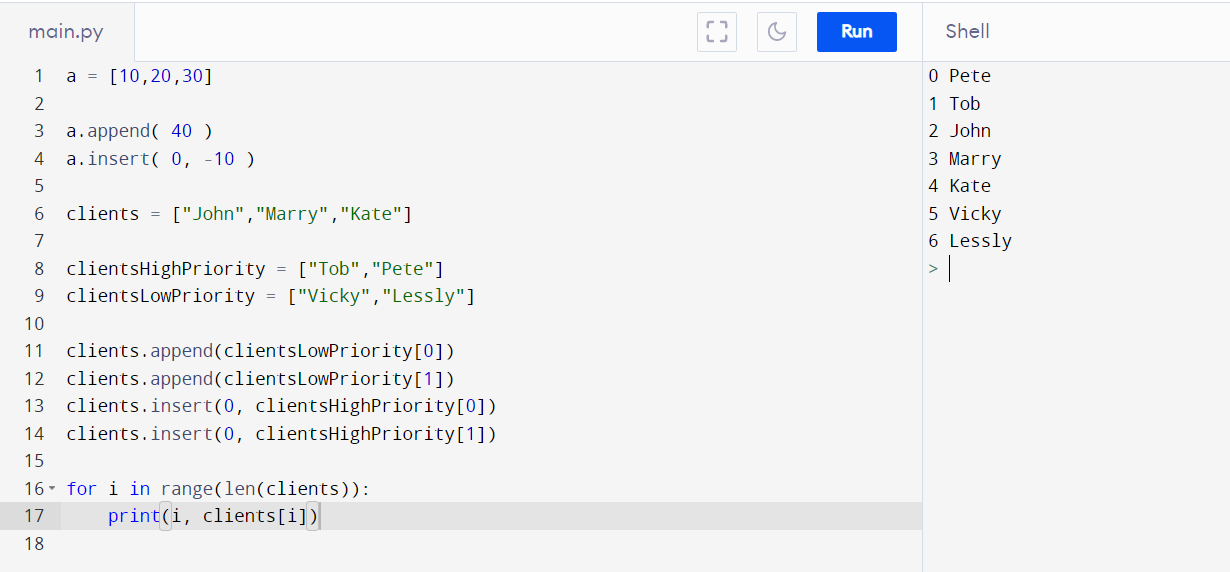 main.py
Run
Shell
1 a = [10,20,30]
2
3 a.append( 40 )
4 a.insert( 0, -10 )
5
6 clients = ["John","Marry","Kate"]
7
8 clientsHighPriority = ["Tob","Pete"]
9 clientsLowPriority = ["Vicky","Lessly"]
10
11 clients.append(clientsLowPriority[0])
12 clients.append(clientsLowPriority[1])
13 clients.insert(0, clientsHighPriority[0])
14 clients.insert(0, clientsHighPriority[1])
15
16 for i in range(len(clients)):
17     print(i, clients[i])
18
0 Pete
1 Tob
2 John
3 Marry
4 Kate
5 Vicky
6 Lessly
>